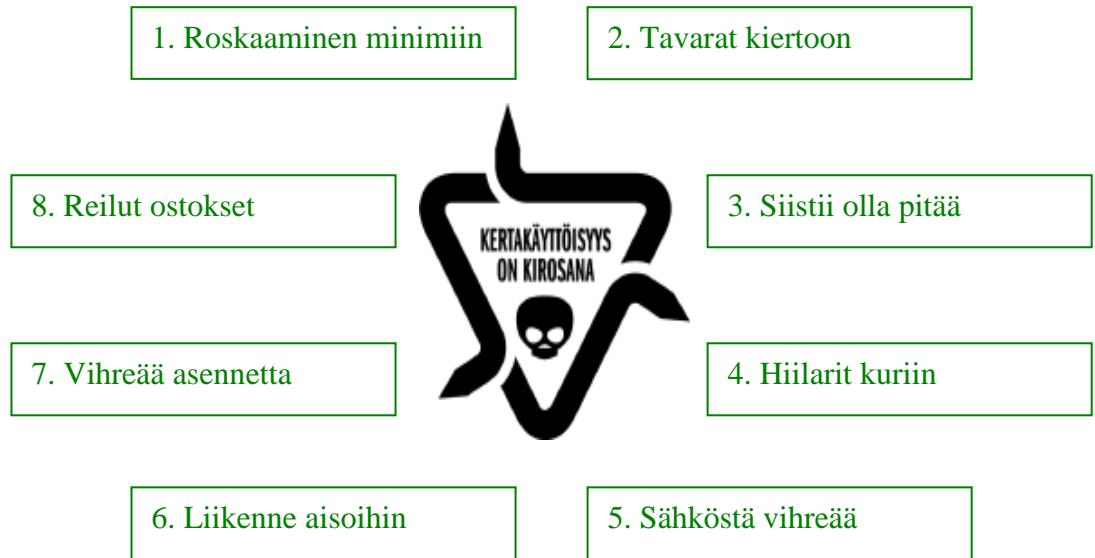 1. Roskaaminen minimiin
2. Tavarat kiertoon
8. Reilut ostokset
KERTAKÄYTTÖISYYS
ON KIROSANA
3. Siistii olla pitää
7. Vihreää asennetta
4. Hiilarit kuriin
6. Liikenne aisoihin
5. Sähköstä vihreää